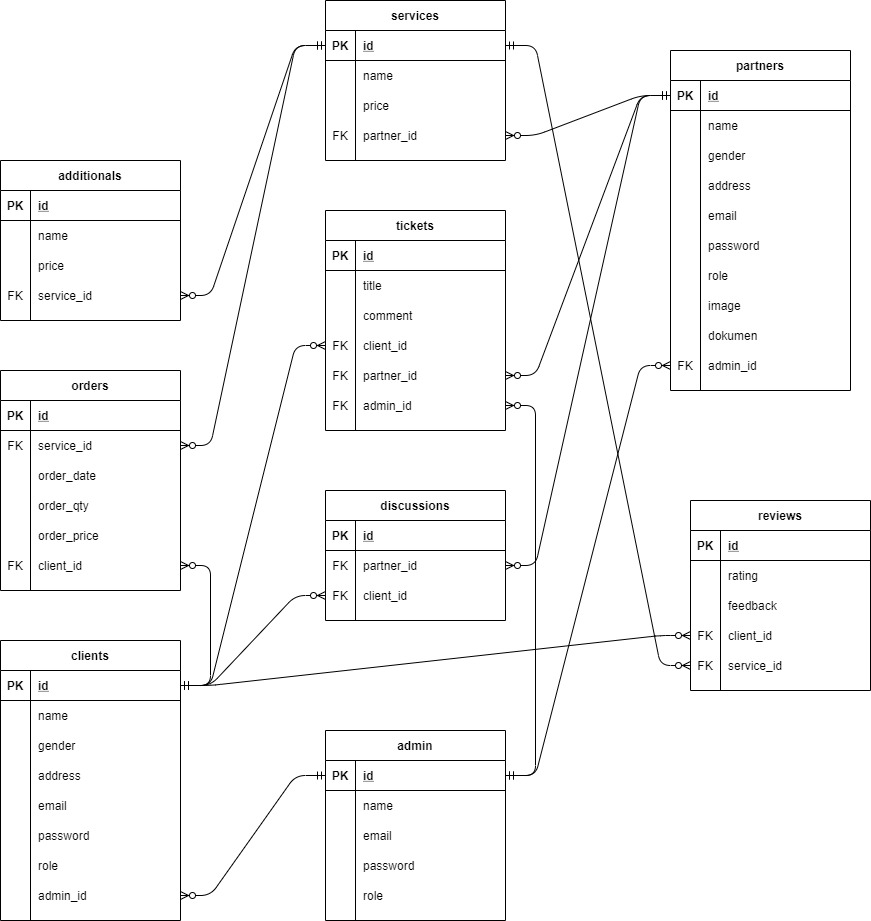 services
PK id
name
price
FK partner_id
partners
PK id
name
gender
address
email
password
role
image
dokumen
FK admin_id
additionals
PK id
name
price
FK service_id
tickets
PK id
title
comment
FK client_id
FK partner_id
FK admin_id
orders
PK id
FK service_id
order_date
order_qty
order_price
FK client_id
discussions
PK id
FK partner_id
FK client_id
reviews
PK id
rating
feedback
FK client_id
FK service_id
clients
PK id
name
gender
address
email
password
role
admin_id
admin
PK id
name
email
password
role